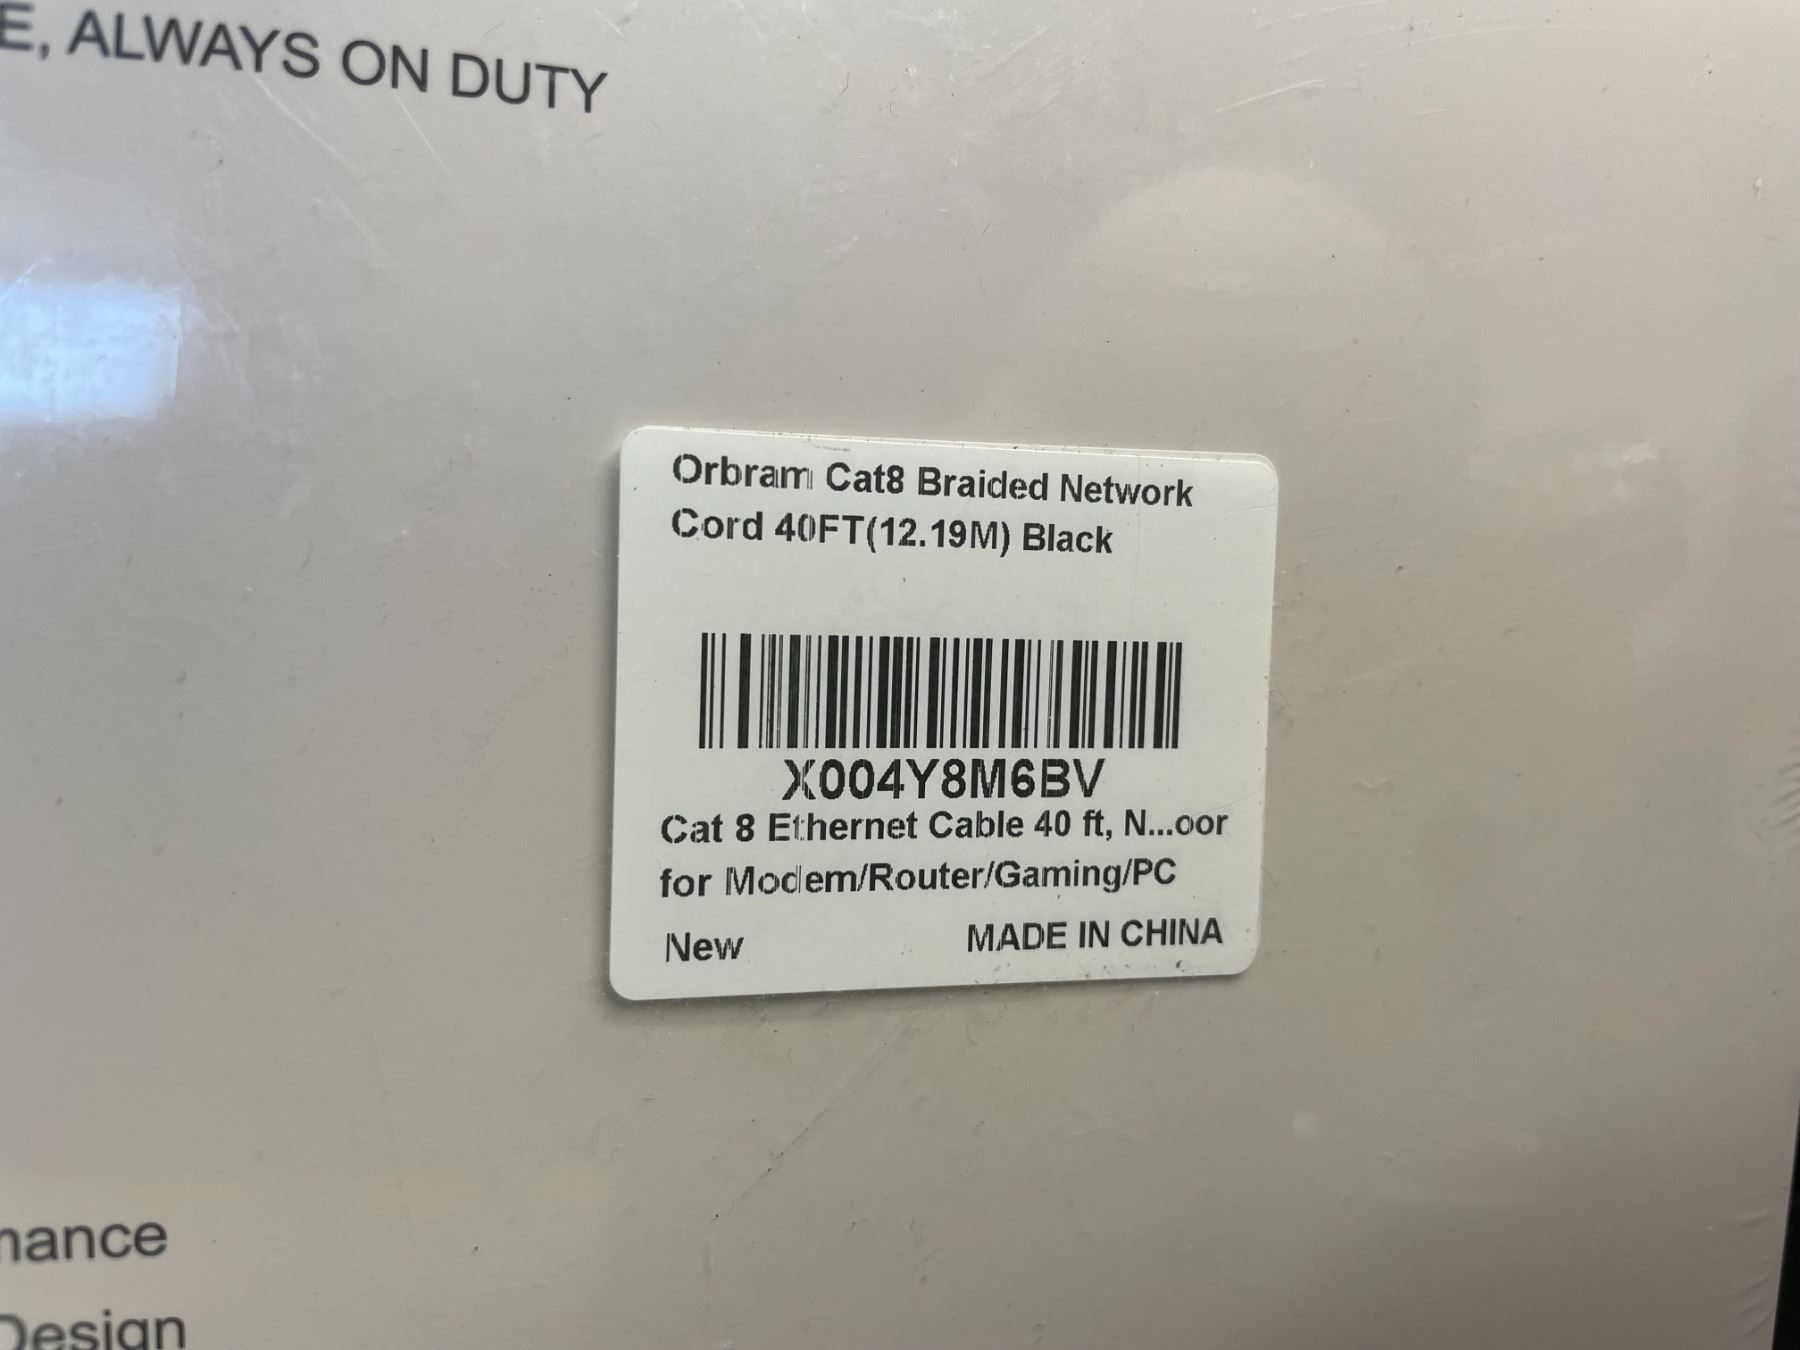 E, ALWAYS ON DUTY
Orbram Cat8 Braided Network
Cord 40FT(12.19M) Black
X004Y8M6BV
Cat 8 Ethernet Cable 40 ft, N...oor
for Modem/Router/Gaming/PC
New MADE IN CHINA
mance
Design